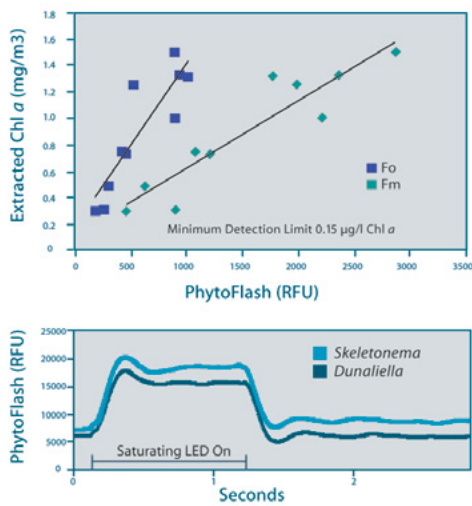 Extracted Chl a (mg/m3)
1.8
1.6
1.4
1.2
1.0
0.8
0.6
0.4
0.2
0
0
500
1000
1500
2000
2500
3000
3500
Fo
Fm
Minimum Detection Limit 0.15 µg/l Chl a
PhytoFlash (RFU)
PhytoFlash (RFU)
25000
20000
15000
10000
5000
0
Skeletonema
Dunaliella
Saturating LED On
0
1
2
Seconds